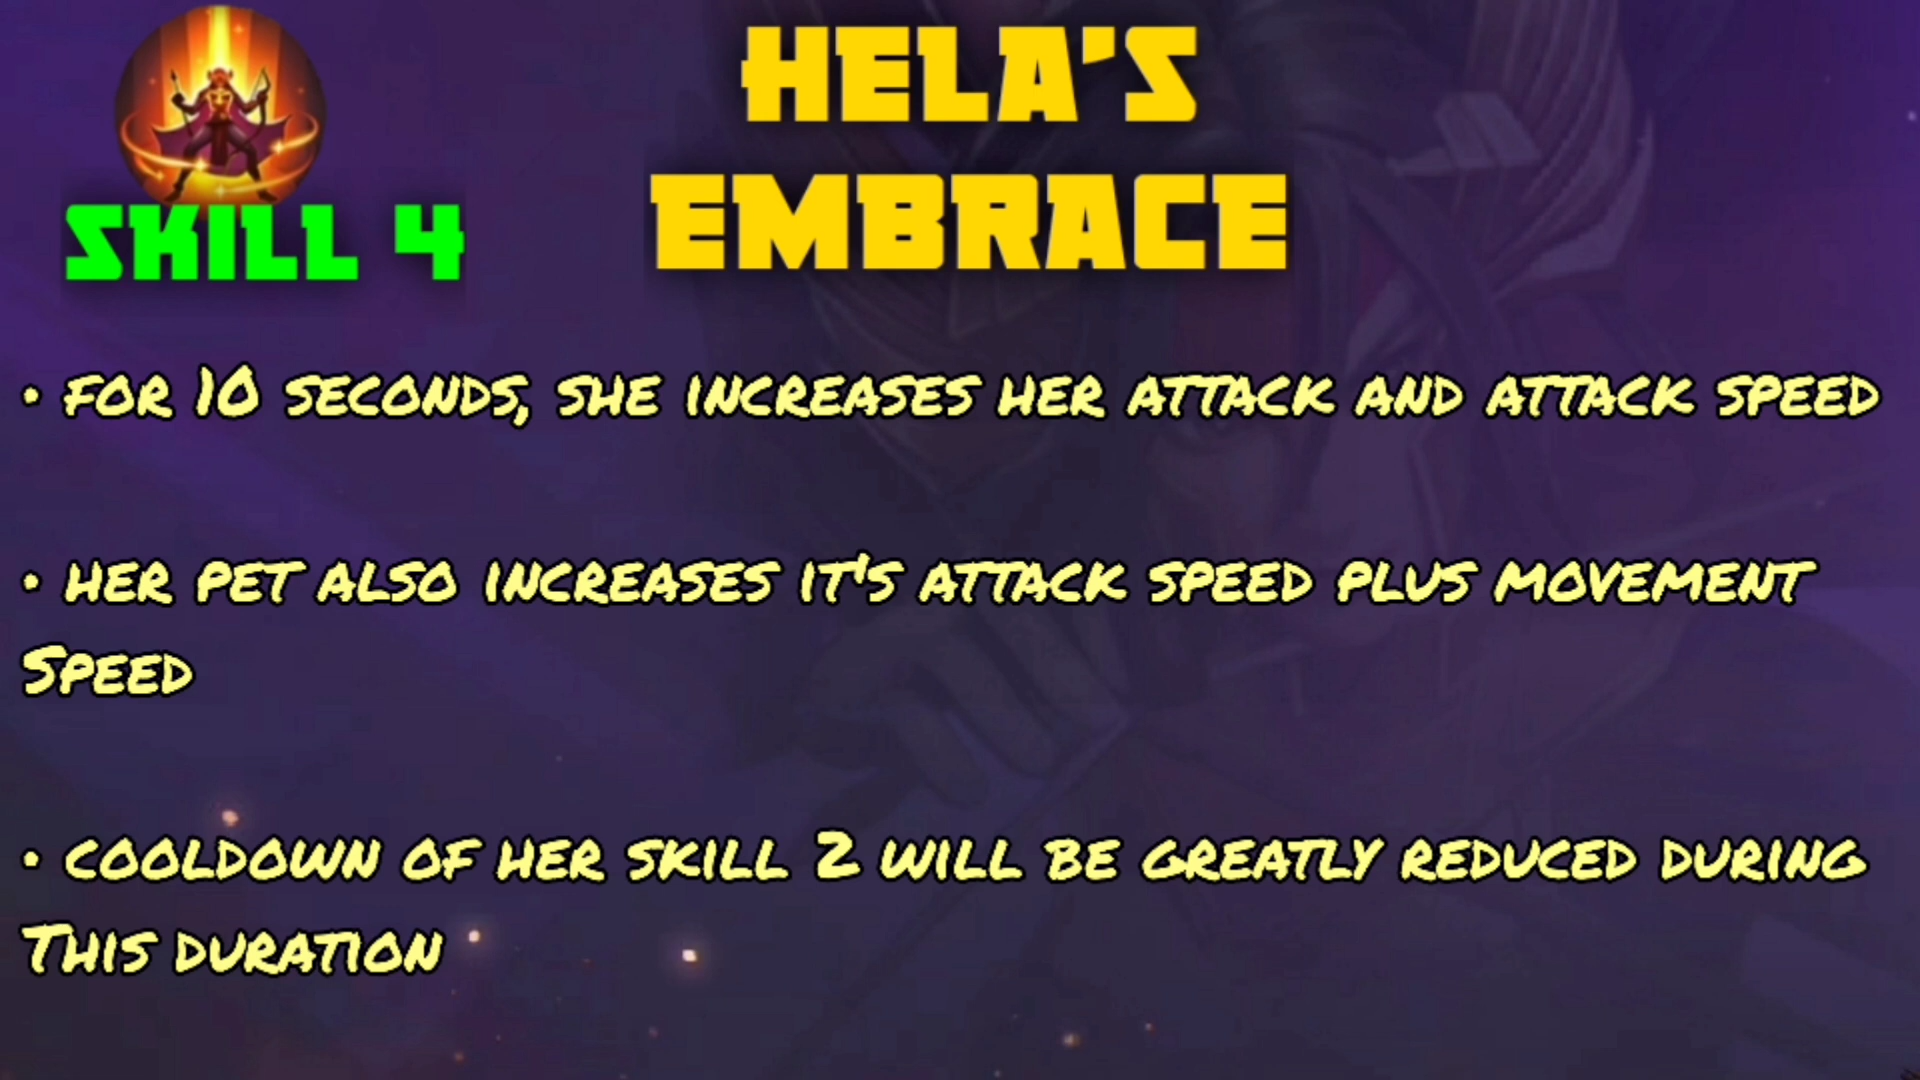 SKILL 4
HELA'S
EMBRACE
• FOR 10 SECONDS, SHE INCREASES HER ATTACK AND ATTACK SPEED
• HER PET ALSO INCREASES IT'S ATTACK SPEED PLUS MOVEMENT
SPEED
• COOLDOWN OF HER SKILL 2 WILL BE GREATLY REDUCED DURING
THIS DURATION